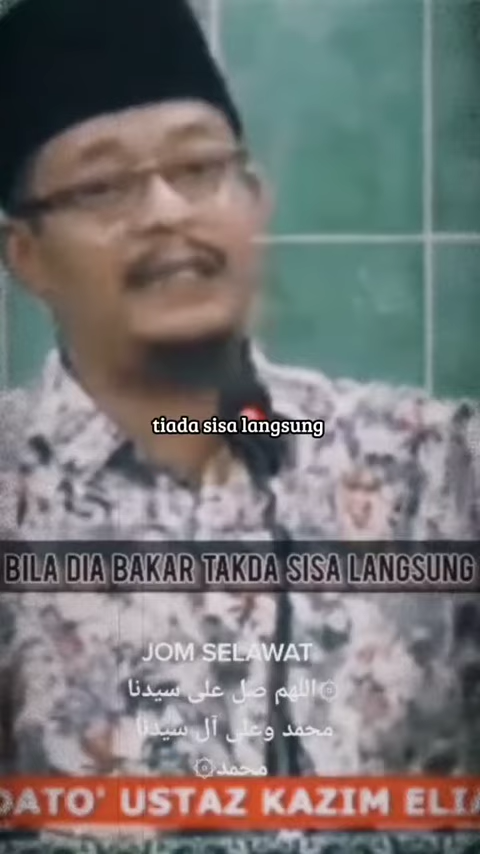 tiada sisa langsung
BILA DIA BAKAR TAKDA SISA LANGSUNG
JOM SELAWAT
۞اللهم صل على سيدنا
محمد وعلى آل سيدنا
محمد۞
DATO' USTAZ KAZIM ELIA